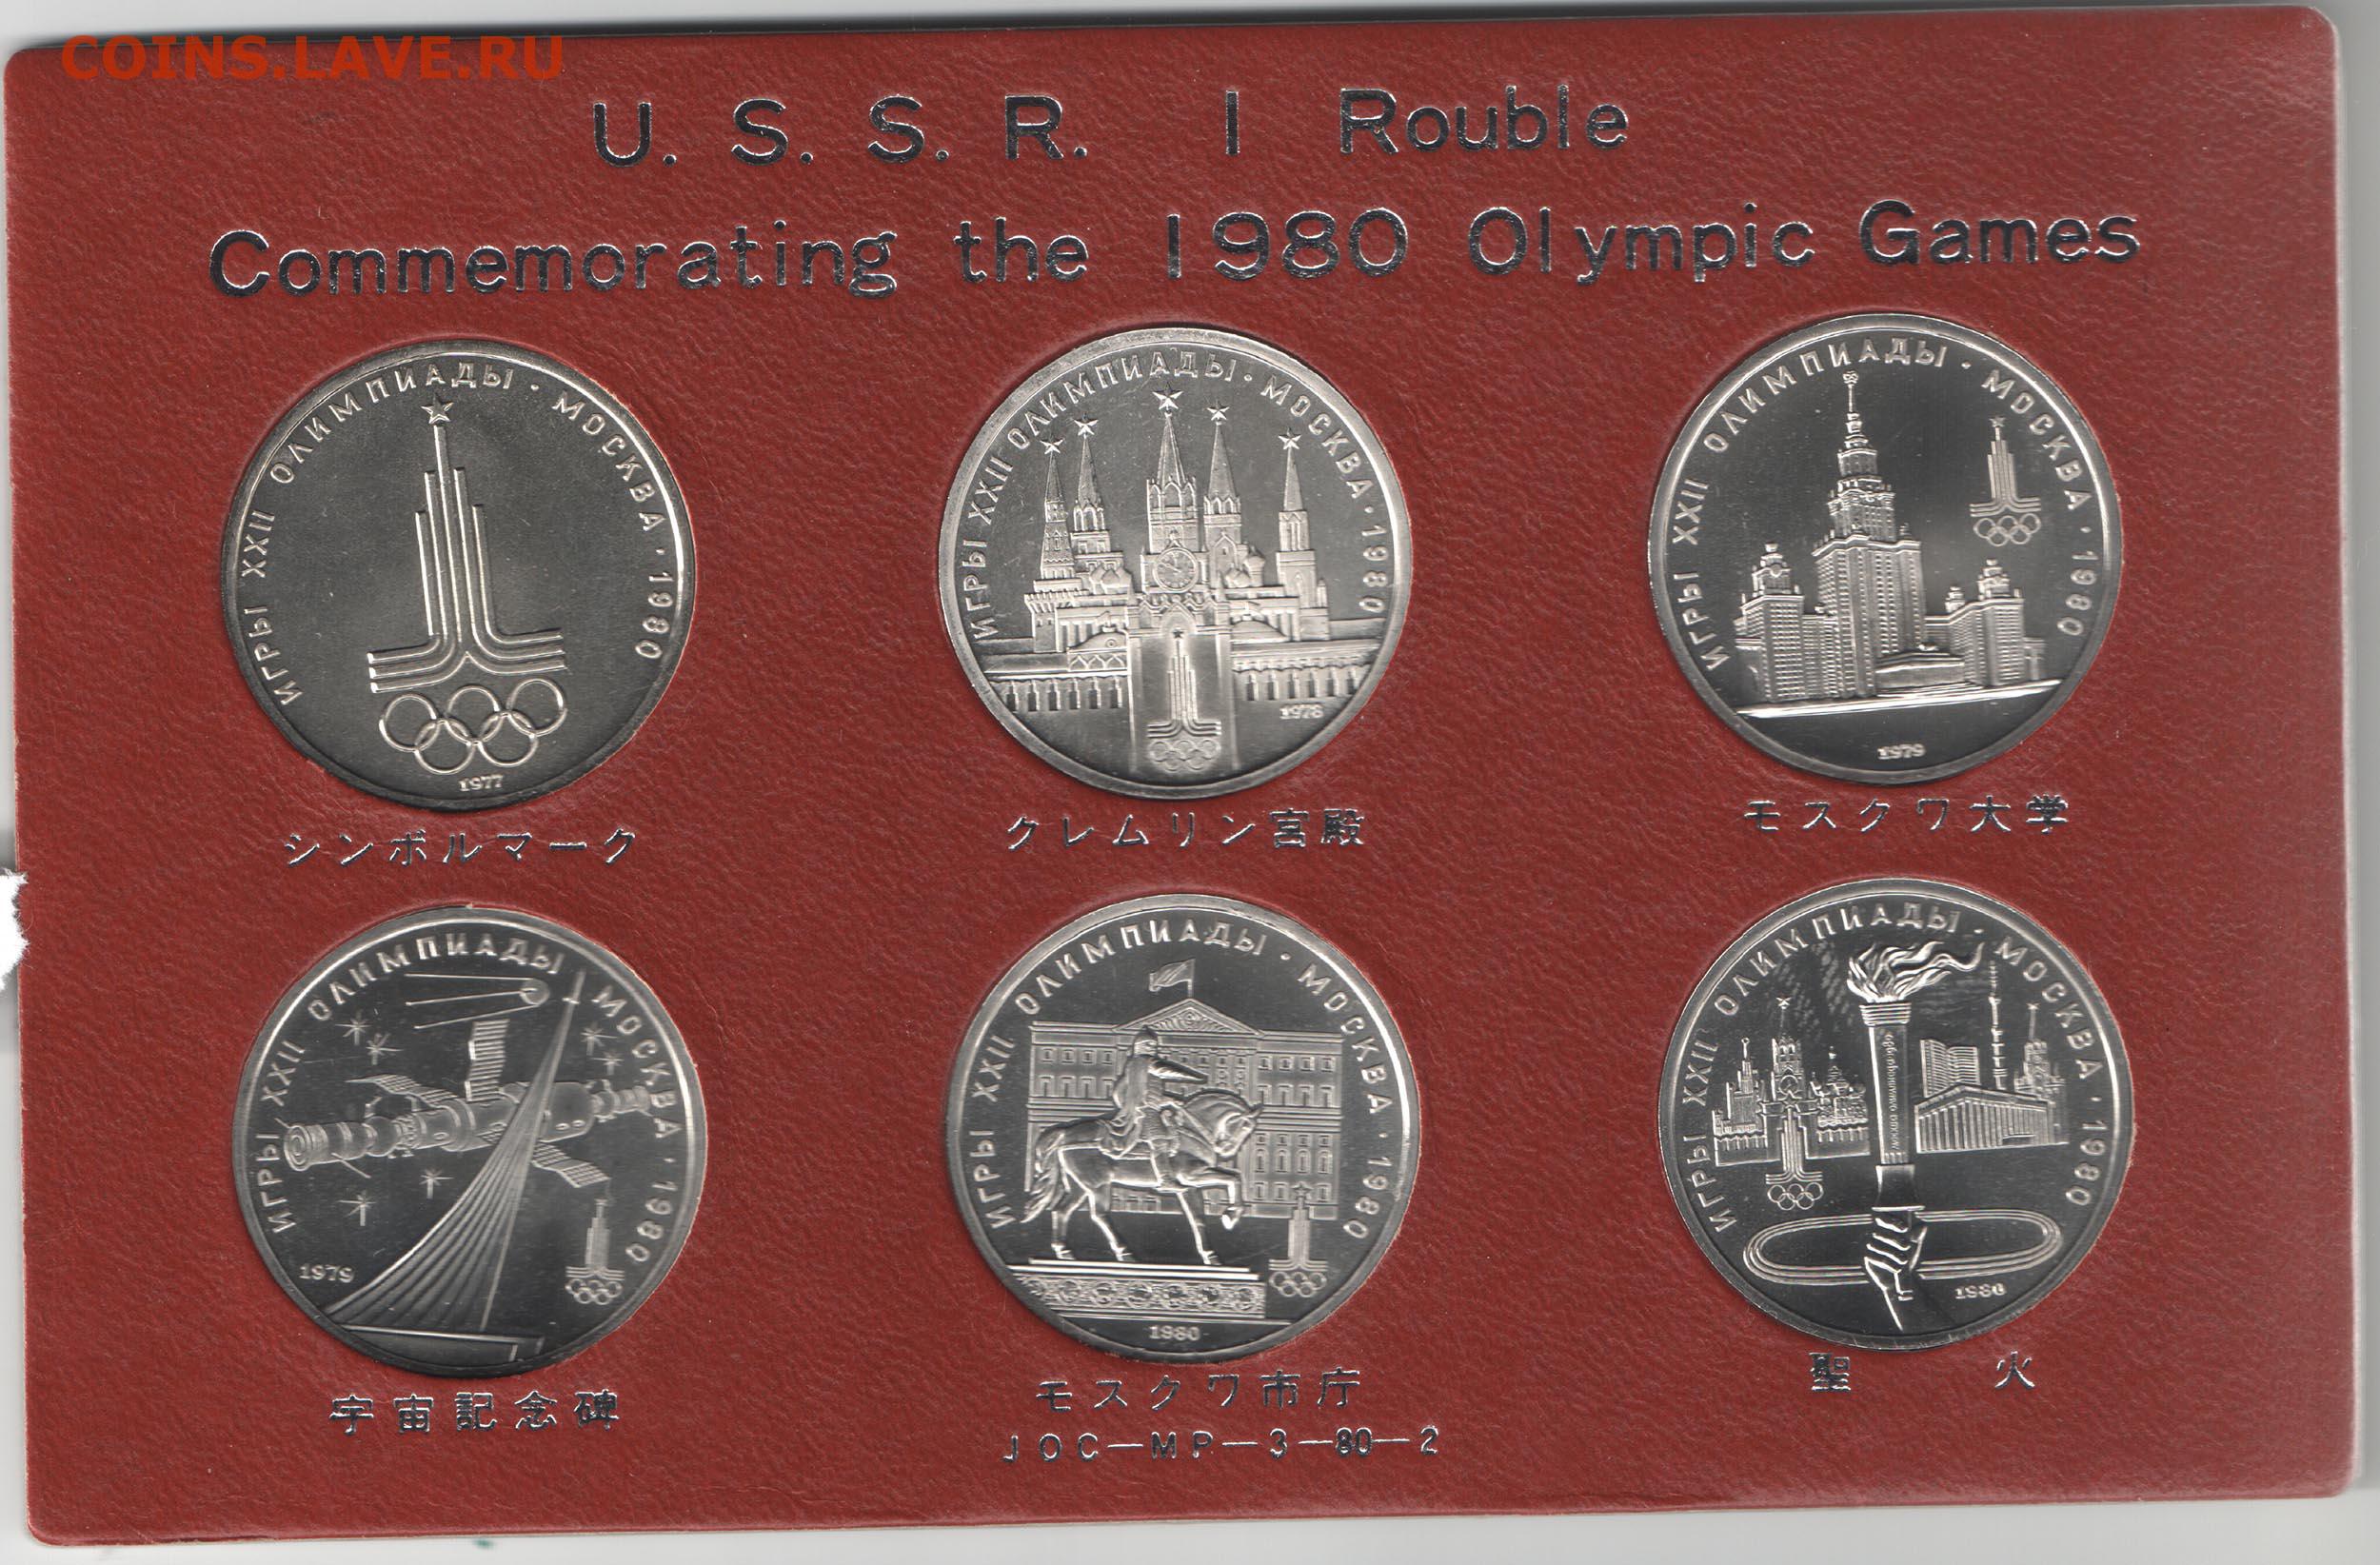 COINS.LAVE.RU
U. S. S. R. 1 Rouble
Commemorating the 1980 Olympic Games
ИГРЫ XXII ОЛИМПИАДЫ · МОСКВА · 1980
1977
シンボルマーク
ИГРЫ XXII ОЛИМПИАДЫ · МОСКВА · 1980
1978
クレムリン宮殿
ИГРЫ XXII ОЛИМПИАДЫ · МОСКВА · 1980
1979
モスクワ大学
ИГРЫ XXII ОЛИМПИАДЫ МОСКВА · 1980
1979
宇宙記念碑
ИГРЫ XXII ОЛИМПИАДЫ · МОСКВА · 1980
1980
モスクワ市庁
ИГРЫ XXII ОЛИМПИАДЫ · МОСКВА · 1980
1980
聖火
JOC-MP-3-80-2